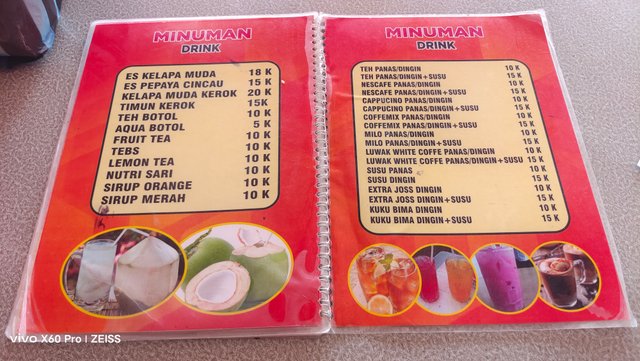 MINUMAN
DRINK
ES KELAPA MUDA 18 K
ES PEPAYA CINCAU 15 K
KELAPA MUDA KEROK 20 K
TIMUN KEROK 15K
TEH BOTOL 10 K
AQUA BOTOL 5 K
FRUIT TEA 10 K
TEBS 10 K
LEMON TEA 10 K
NUTRI SARI 10 K
SIRUP ORANGE 10 K
SIRUP MERAH 10 K
MINUMAN
DRINK
TEH PANAS/DINGIN 10 K
TEH PANAS/DINGIN+SUSU 15 K
NESCAFE PANAS/DINGIN 10 K
NESCAFE PANAS/DINGIN+SUSU 15 K
CAPPUCINO PANAS/DINGIN 10 K
CAPPUCINO PANAS/DINGIN+SUSU 15 K
COFFEMIX PANAS/DINGIN 10 K
COFFEMIX PANAS/DINGIN+SUSU 15 K
MILO PANAS/DINGIN 10 K
MILO PANAS/DINGIN+SUSU 15 K
LUWAK WHITE COFFE PANAS/DINGIN 10 K
LUWAK WHITE COFFE PANAS/DINGIN+SUSU 15 K
SUSU PANAS 10 K
SUSU DINGIN 15 K
EXTRA JOSS DINGIN 10 K
EXTRA JOSS DINGIN+SUSU 15 K
KUKU BIMA DINGIN 10 K
KUKU BIMA DINGIN+SUSU 15 K
vivo X60 Pro | ZEISS